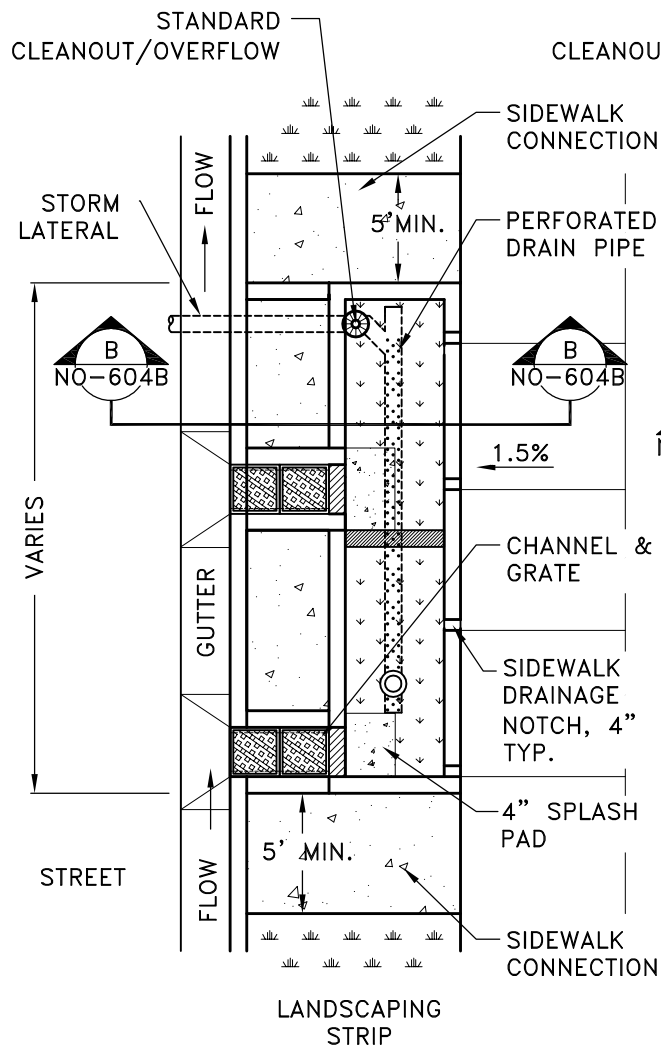 STANDARD
CLEANOUT/OVERFLOW
CLEANOU
SIDEWALK
CONNECTION
FLOW
STORM
LATERAL
5' MIN.
PERFORATED
DRAIN PIPE
B
NO-604B
B
NO-604B
1.5%
VARIES
CHANNEL &
GRATE
GUTTER
SIDEWALK
DRAINAGE
NOTCH, 4"
TYP.
4" SPLASH
PAD
5' MIN.
STREET
FLOW
SIDEWALK
CONNECTION
LANDSCAPING
STRIP